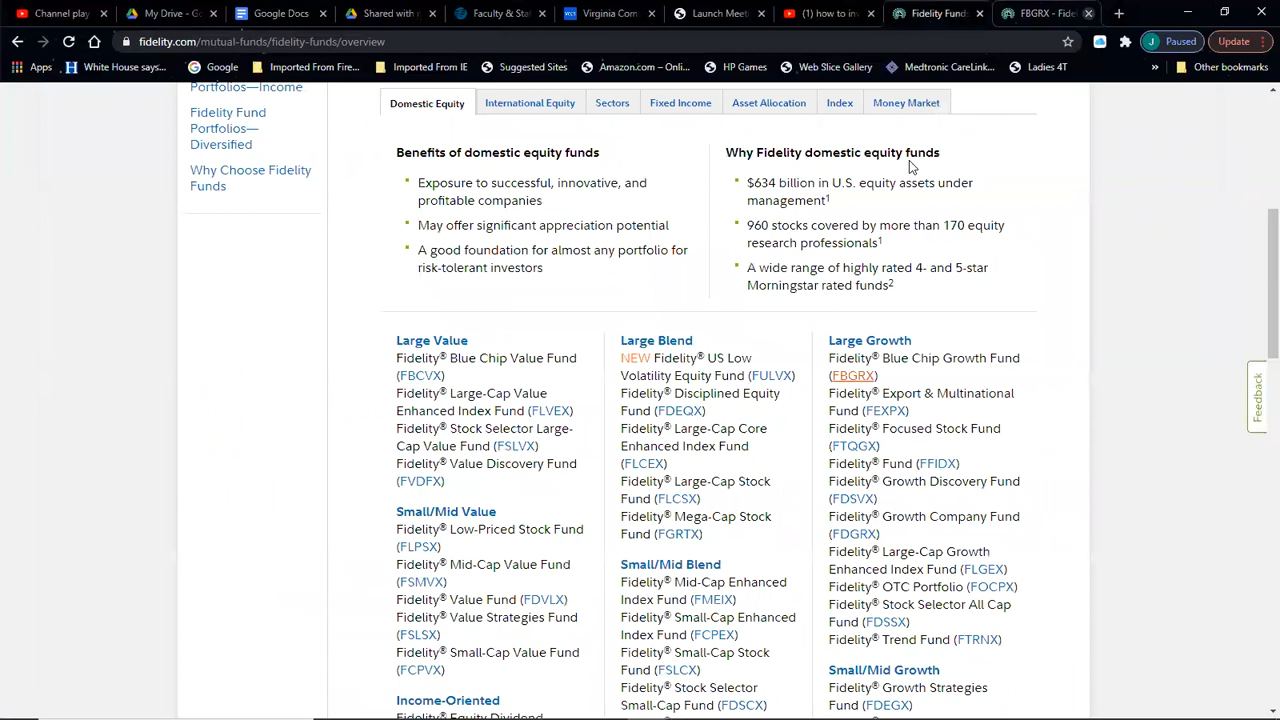 Channel play
My Drive - Go
Google Docs
Shared with
Faculty & Sta
Virginia Com
Launch Meet
(1) how to inv
Fidelity Funds
FBGRX - Fidel
fidelity.com/mutual-funds/fidelity-funds/overview
Paused
Update
Apps
White House says...
Google
Imported From Fire...
Imported From IE
Suggested Sites
Amazon.com – Onli...
HP Games
Web Slice Gallery
Medtronic CareLink...
Ladies 4T
»
Other bookmarks
Portfolios—Income
Fidelity Fund
Portfolios—
Diversified
Why Choose Fidelity
Funds
Domestic Equity
International Equity
Sectors
Fixed Income
Asset Allocation
Index
Money Market
Benefits of domestic equity funds
Exposure to successful, innovative, and
profitable companies
May offer significant appreciation potential
A good foundation for almost any portfolio for
risk-tolerant investors
Why Fidelity domestic equity funds
$634 billion in U.S. equity assets under
management1
960 stocks covered by more than 170 equity
research professionals1
A wide range of highly rated 4- and 5-star
Morningstar rated funds2
Large Value
Fidelity® Blue Chip Value Fund
(FBCVX)
Fidelity® Large-Cap Value
Enhanced Index Fund (FLVEX)
Fidelity® Stock Selector Large-
Cap Value Fund (FSLVX)
Fidelity® Value Discovery Fund
(FVDFX)
Small/Mid Value
Fidelity® Low-Priced Stock Fund
(FLPSX)
Fidelity® Mid-Cap Value Fund
(FSMVX)
Fidelity® Value Fund (FDVLX)
Fidelity® Value Strategies Fund
(FSLSX)
Fidelity® Small-Cap Value Fund
(FCPVX)
Income-Oriented
Fidelity® Equity Dividend
Large Blend
NEW Fidelity® US Low
Volatility Equity Fund (FULVX)
Fidelity® Disciplined Equity
Fund (FDEQX)
Fidelity® Large-Cap Core
Enhanced Index Fund
(FLCEX)
Fidelity® Large-Cap Stock
Fund (FLCSX)
Fidelity® Mega-Cap Stock
Fund (FGRTX)
Small/Mid Blend
Fidelity® Mid-Cap Enhanced
Index Fund (FMEIX)
Fidelity® Small-Cap Enhanced
Index Fund (FCPEX)
Fidelity® Small-Cap Stock
Fund (FSLCX)
Fidelity® Stock Selector
Small-Cap Fund (FDSCX)
Large Growth
Fidelity® Blue Chip Growth Fund
(FBGRX)
Fidelity® Export & Multinational
Fund (FEXPX)
Fidelity® Focused Stock Fund
(FTQGX)
Fidelity® Fund (FFIDX)
Fidelity® Growth Discovery Fund
(FDSVX)
Fidelity® Growth Company Fund
(FDGRX)
Fidelity® Large-Cap Growth
Enhanced Index Fund (FLGEX)
Fidelity® OTC Portfolio (FOCPX)
Fidelity® Stock Selector All Cap
Fund (FDSSX)
Fidelity® Trend Fund (FTRNX)
Small/Mid Growth
Fidelity® Growth Strategies
Fund (FDEGX)
Feedback